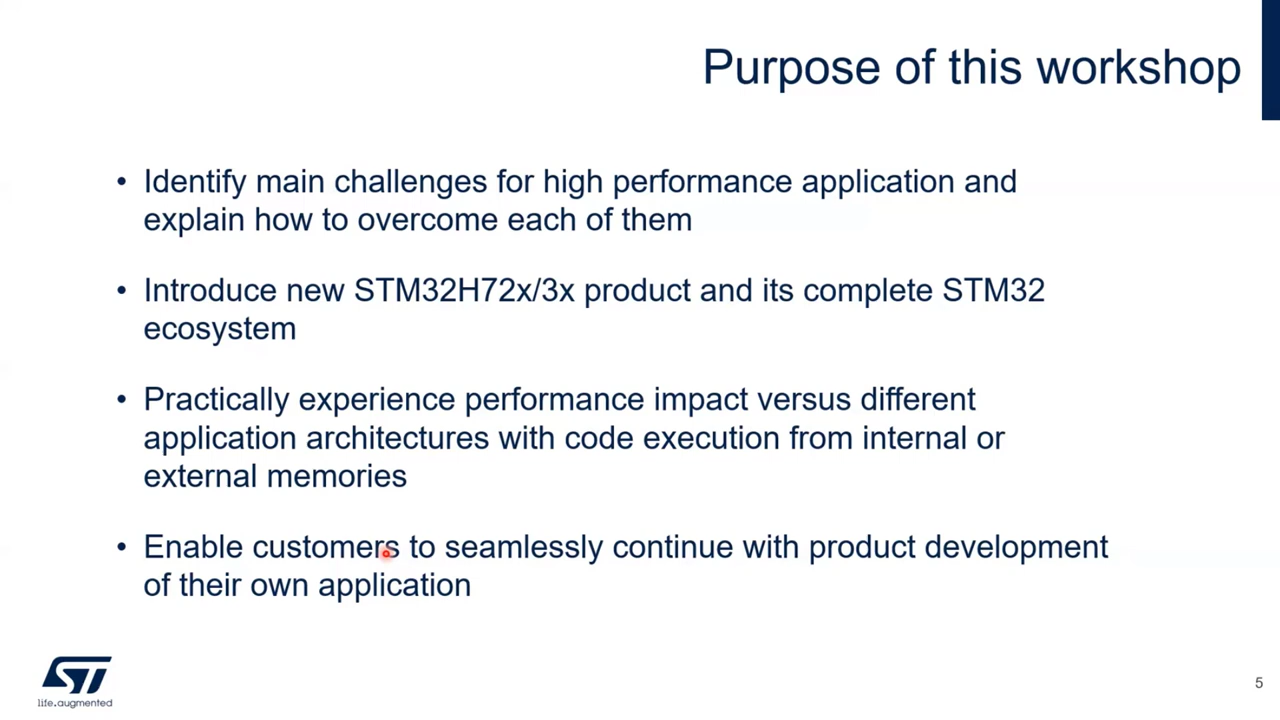 Purpose of this workshop
• Identify main challenges for high performance application and
explain how to overcome each of them
• Introduce new STM32H72x/3x product and its complete STM32
ecosystem
• Practically experience performance impact versus different
application architectures with code execution from internal or
external memories
• Enable customers to seamlessly continue with product development
of their own application
ST
life.augmented
5